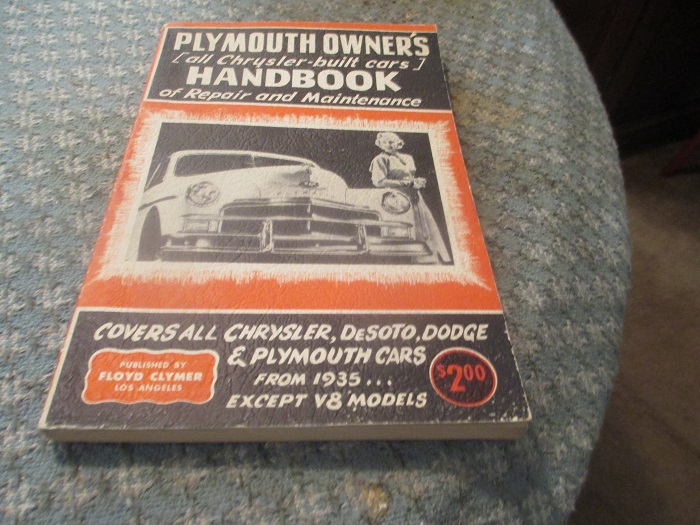 PLYMOUTH OWNER'S
[all Chrysler-built cars]
HANDBOOK
of Repair and Maintenance
COVERS ALL CHRYSLER, DESOTO, DODGE
& PLYMOUTH CARS
FROM 1935...
EXCEPT V8 MODELS
PUBLISHED BY
FLOYD CLYMER
LOS ANGELES
$2.00